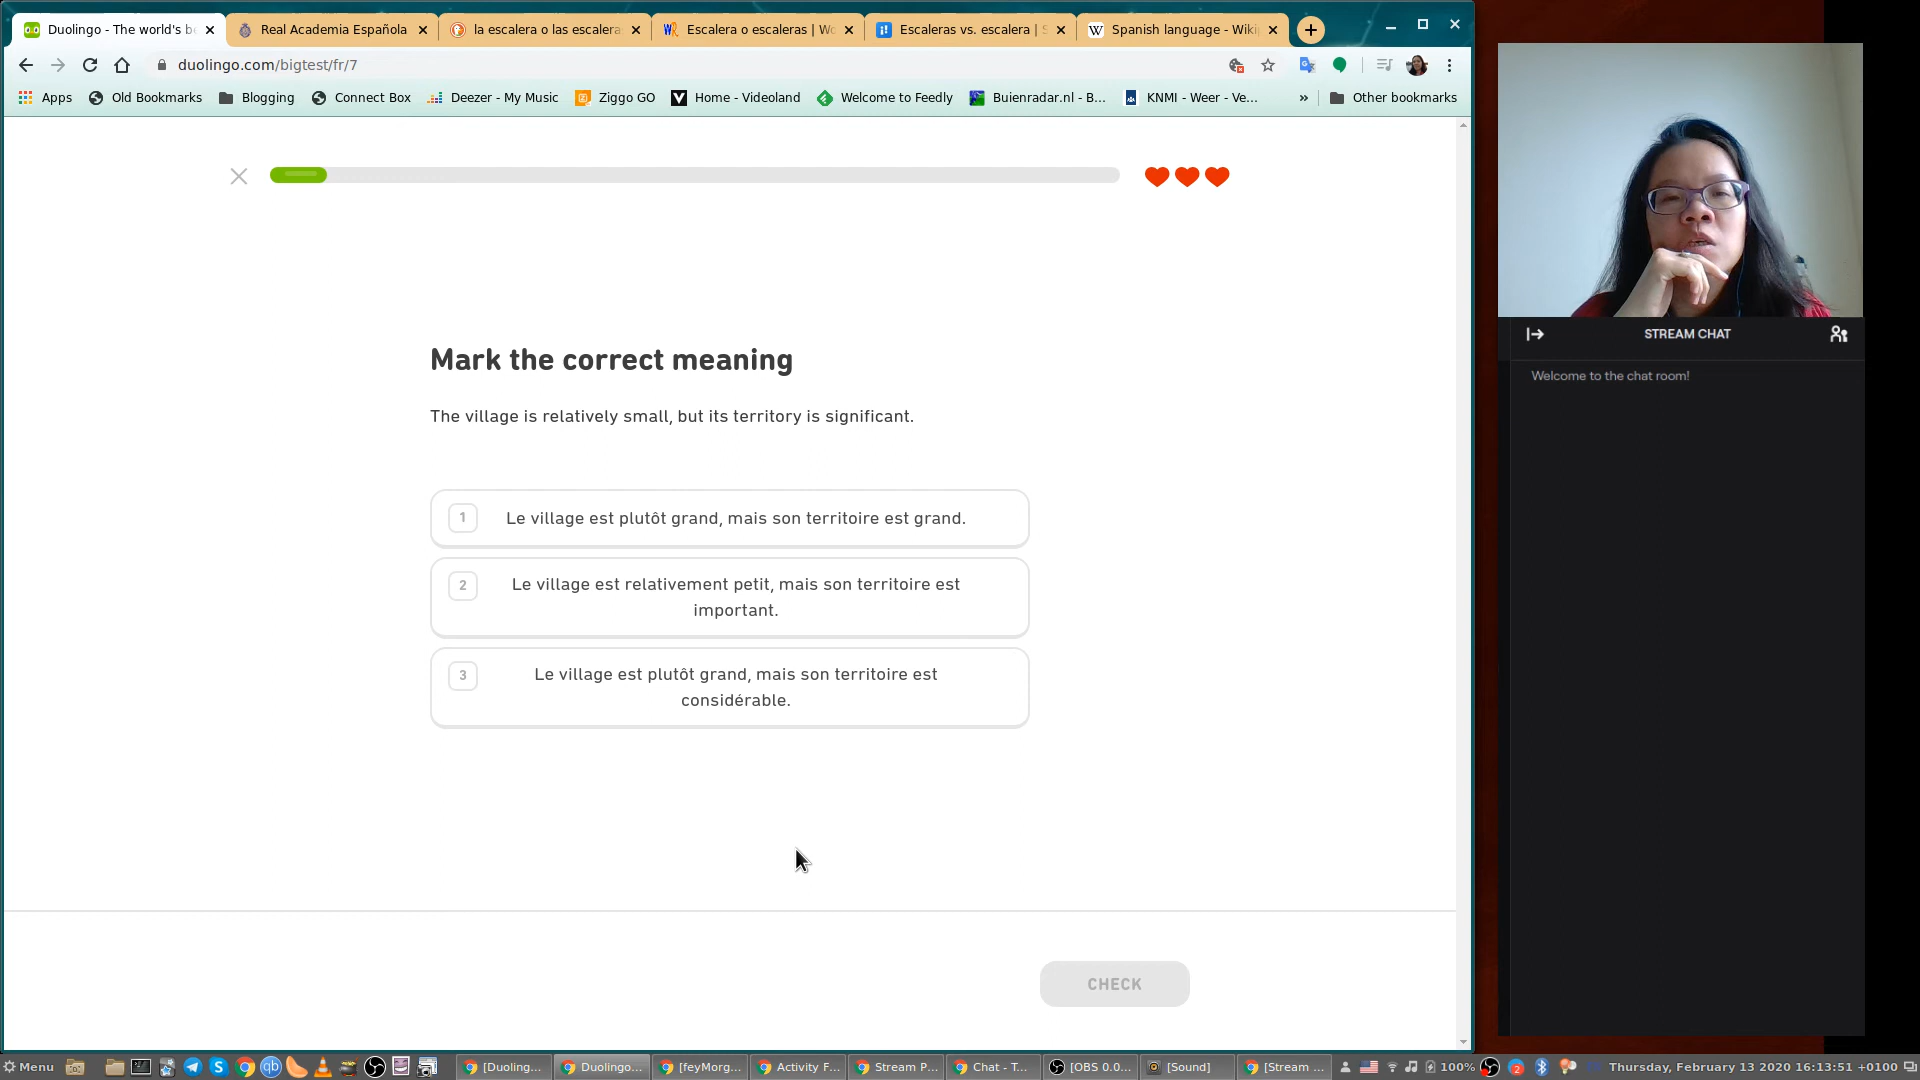 Duolingo - The world's b
Real Academia Española
la escalera o las escalera
Escalera o escaleras | Wo
Escaleras vs. escalera | S
Spanish language - Wiki
duolingo.com/bigtest/fr/7
Apps
Old Bookmarks
Blogging
Connect Box
Deezer - My Music
Ziggo GO
Home - Videoland
Welcome to Feedly
Buienradar.nl - B...
KNMI - Weer - Ve...
»
Other bookmarks
Mark the correct meaning
The village is relatively small, but its territory is significant.
1
Le village est plutôt grand, mais son territoire est grand.
2
Le village est relativement petit, mais son territoire est
important.
3
Le village est plutôt grand, mais son territoire est
considérable.
CHECK
STREAM CHAT
Welcome to the chat room!
Menu
[Duoling...
Duolingo...
[feyMorg...
Activity F...
Stream P...
Chat - T...
[OBS 0.0...
[Sound]
[Stream ...
100%
2
Thursday, February 13 2020 16:13:51 +0100